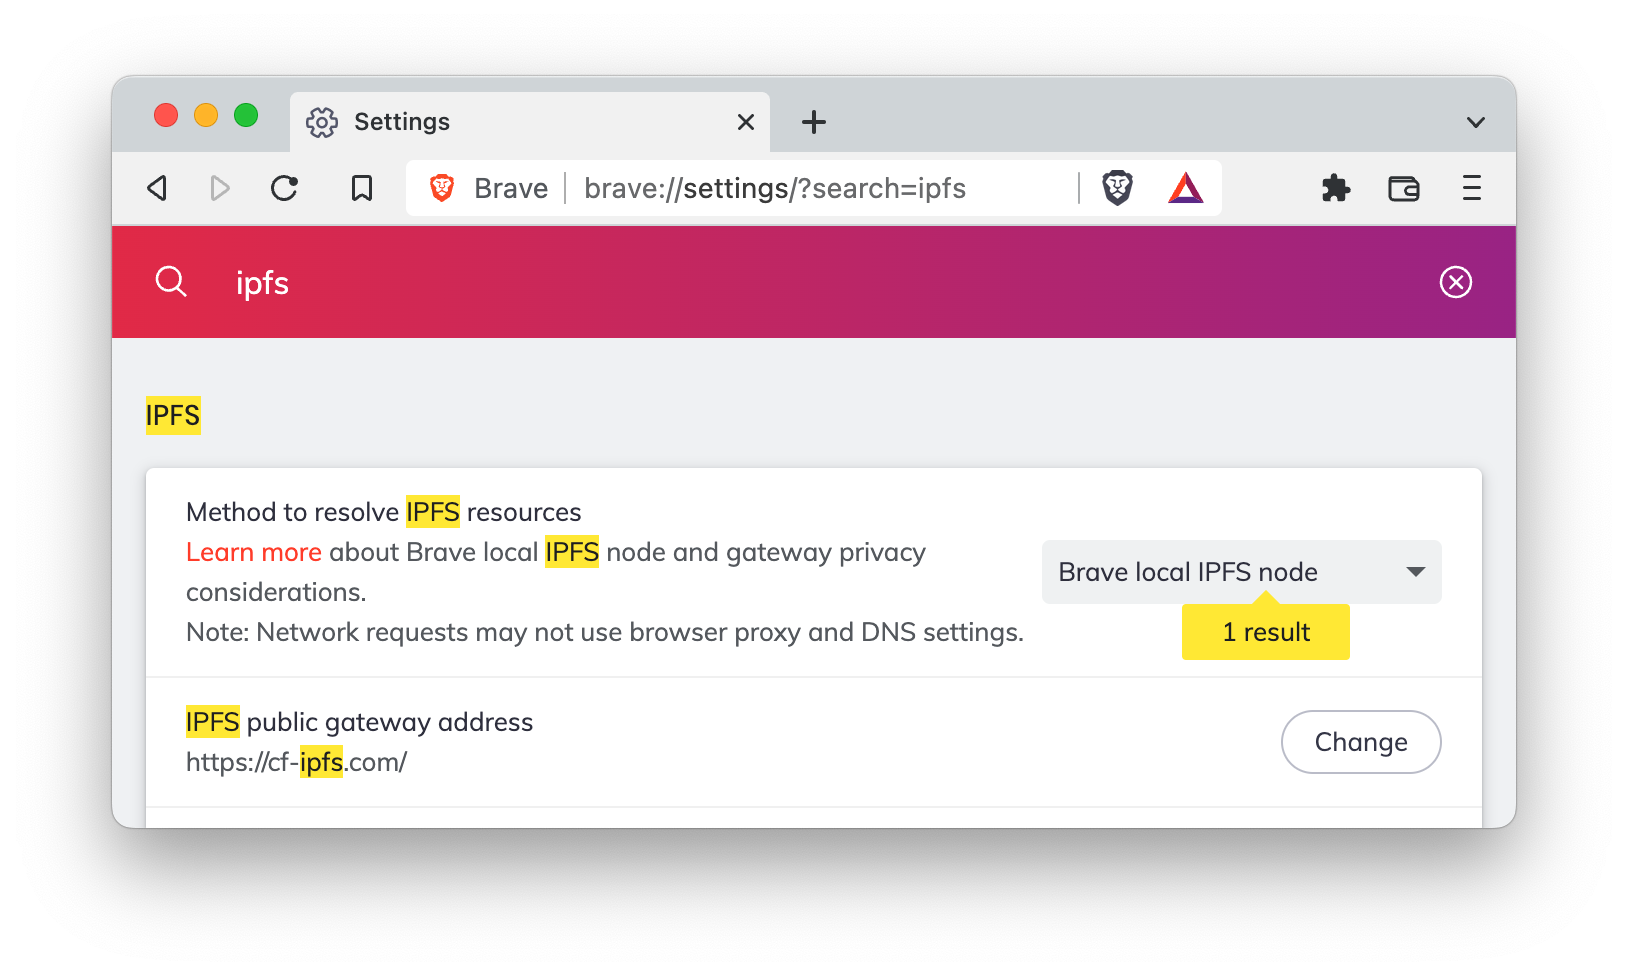 Settings
Brave
brave://settings/?search=ipfs
ipfs
IPFS
Method to resolve IPFS resources
Learn more about Brave local IPFS node and gateway privacy
considerations.
Note: Network requests may not use browser proxy and DNS settings.
Brave local IPFS node
1 result
IPFS public gateway address
https://cf-ipfs.com/
Change